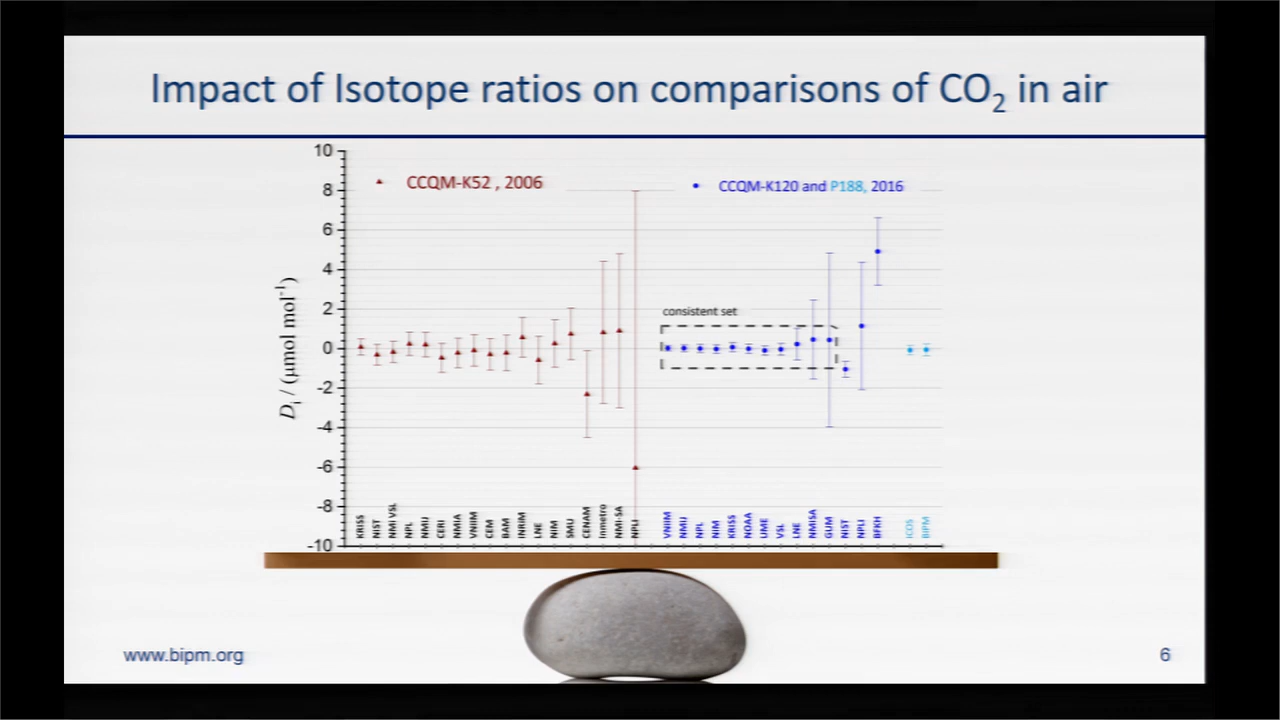 Impact of Isotope ratios on comparisons of CO₂ in air
CCQM-K52 , 2006
CCQM-K120 and P188, 2016
consistent set
Dᵢ / (μmol mol⁻¹)
10
8
6
4
2
0
-2
-4
-6
-8
-10
KRISS
NIST
NMI VSL
NPL
NMIJ
CERI
NMIA
VNIIM
CEM
BAM
INRIM
LNE
NIM
SMU
CENAM
Inmetro
NMI-SA
NPLI
VNIIM
NMIJ
NPL
NIM
KRISS
NOAA
UME
VSL
LNE
NMISA
GUM
NIST
NPLI
BFKH
ICOS
BIPM
www.bipm.org
6